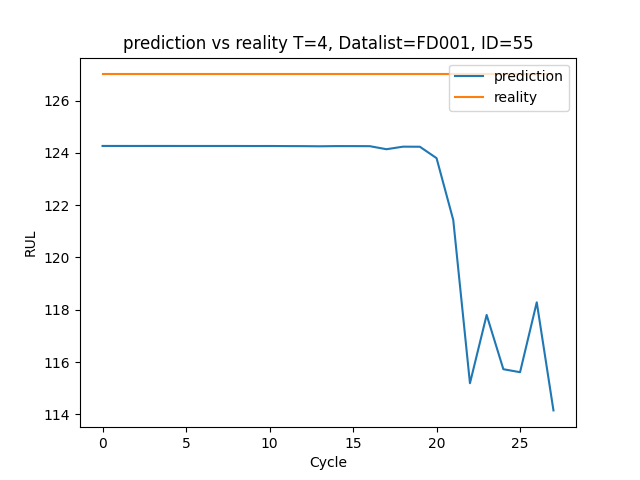 prediction vs reality T=4, Datalist=FD001, ID=55
prediction
reality
RUL
126
124
122
120
118
116
114
0 5 10 15 20 25
Cycle